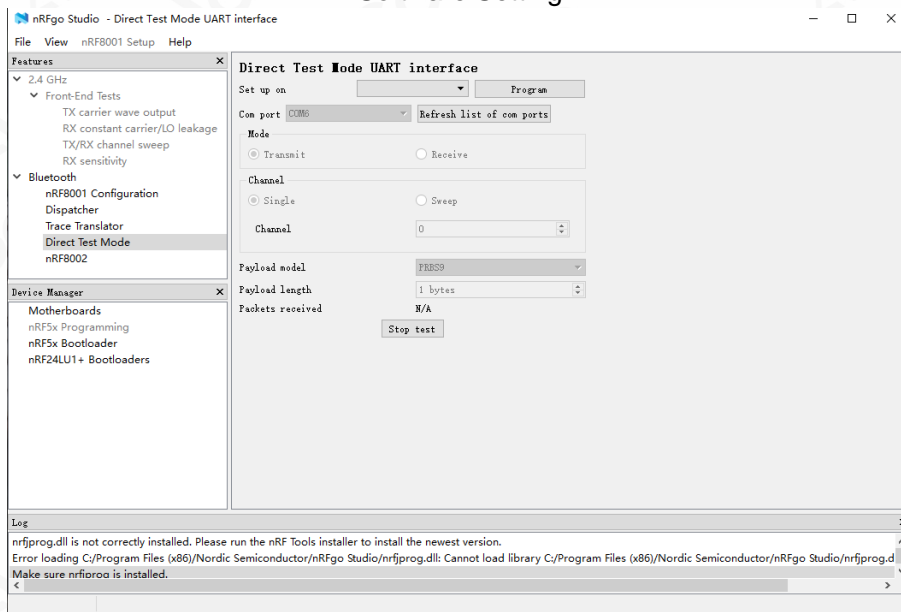 nRFgo Studio - Direct Test Mode UART interface
File View nRF8001 Setup Help
Features
2.4 GHz
Front-End Tests
TX carrier wave output
RX constant carrier/LO leakage
TX/RX channel sweep
RX sensitivity
Bluetooth
nRF8001 Configuration
Dispatcher
Trace Translator
Direct Test Mode
nRF8002
Device Manager
Motherboards
nRF5x Programming
nRF5x Bootloader
nRF24LU1+ Bootloaders
Direct Test Mode UART interface
Set up on Program
Com port COM6 Refresh list of com ports
Mode
Transmit Receive
Channel
Single Sweep
Channel 0
Payload model PRBS9
Payload length 1 bytes
Packets received N/A
Stop test
Log
nrfjprog.dll is not correctly installed. Please run the nRF Tools installer to install the newest version.
Error loading C:/Program Files (x86)/Nordic Semiconductor/nRFgo Studio/nrfjprog.dll: Cannot load library C:/Program Files (x86)/Nordic Semiconductor/nRFgo Studio/nrfjprog.d
Make sure nrfjprog is installed.